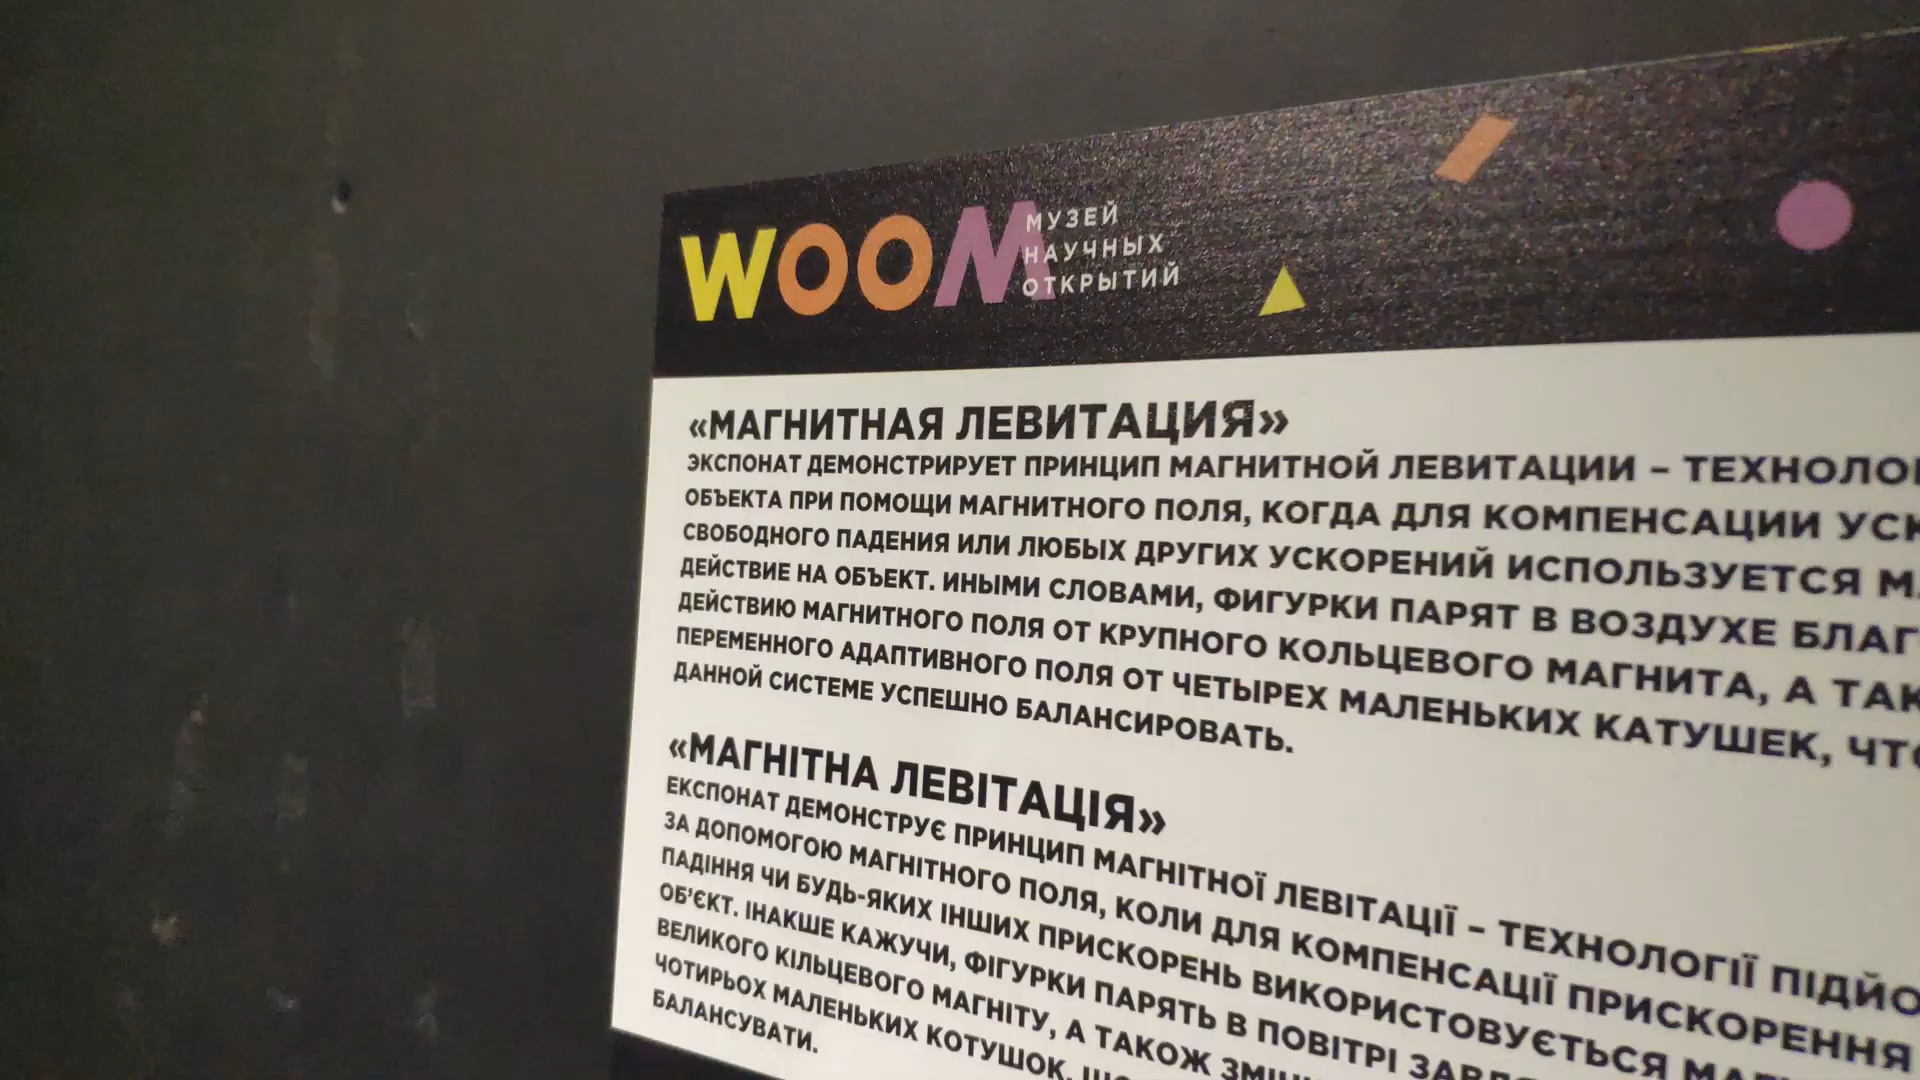 WOOM
МУЗЕЙ
НАУЧНЫХ
ОТКРЫТИЙ
«МАГНИТНАЯ ЛЕВИТАЦИЯ»
ЭКСПОНАТ ДЕМОНСТРИРУЕТ ПРИНЦИП МАГНИТНОЙ ЛЕВИТАЦИИ –
ОБЪЕКТА ПРИ ПОМОЩИ МАГНИТНОГО ПОЛЯ, КОГДА ДЛЯ КОМПЕНСАЦИИ
СВОБОДНОГО ПАДЕНИЯ ИЛИ ЛЮБЫХ ДРУГИХ УСКОРЕНИЙ ИСПОЛЬЗУЕТСЯ
ДЕЙСТВИЕ НА ОБЪЕКТ. ИНЫМИ СЛОВАМИ, ФИГУРКИ ПАРЯТ В ВОЗДУХЕ
ДЕЙСТВИЮ МАГНИТНОГО ПОЛЯ ОТ КРУПНОГО КОЛЬЦЕВОГО МАГНИТА, А
ПЕРЕМЕННОГО АДАПТИВНОГО ПОЛЯ ОТ ЧЕТЫРЕХ МАЛЕНЬКИХ КАТУШЕК,
ДАННОЙ СИСТЕМЕ УСПЕШНО БАЛАНСИРОВАТЬ.
«МАГНІТНА ЛЕВІТАЦІЯ»
ЕКСПОНАТ ДЕМОНСТРУЄ ПРИНЦИП МАГНІТНОЇ ЛЕВІТАЦІЇ – ТЕХНОЛОГІЇ
ЗА ДОПОМОГОЮ МАГНІТНОГО ПОЛЯ, КОЛИ ДЛЯ КОМПЕНСАЦІЇ ПРИСКОРЕННЯ
ПАДІННЯ ЧИ БУДЬ-ЯКИХ ІНШИХ ПРИСКОРЕНЬ ВИКОРИСТОВУЄТЬСЯ
ОБ'ЄКТ. ІНАКШЕ КАЖУЧИ, ФІГУРКИ ПАРЯТЬ В ПОВІТРІ
ВЕЛИКОГО КІЛЬЦЕВОГО МАГНІТУ, А ТАКОЖ
ЧОТИРЬОХ МАЛЕНЬКИХ КОТУШОК,
БАЛАНСУВАТИ.